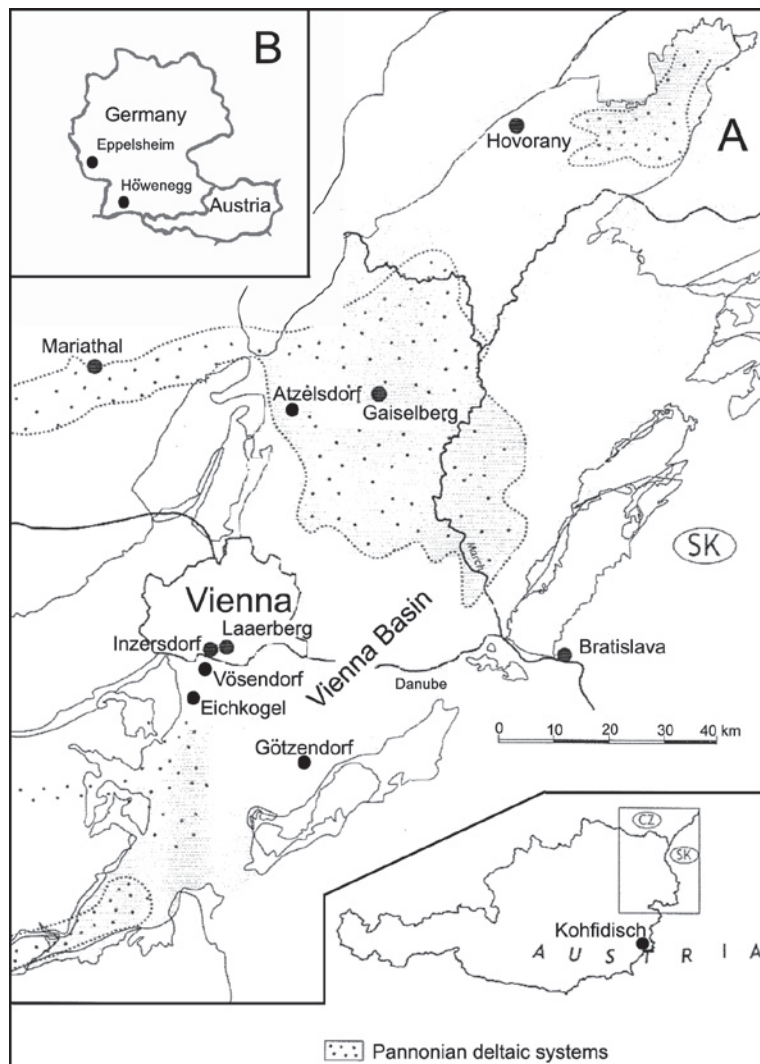 B
Germany
Eppelsheim
Höwenegg
Austria
A
Hovorany
Mariathal
Atzelsdorf
Gaiselberg
March
SK
Vienna
Inzersdorf
Laaerberg
Vösendorf
Eichkogel
Vienna Basin
Danube
Bratislava
Götzendorf
0 10 20 30 40 km
CZ
SK
Kohfidisch
AUSTRIA
Pannonian deltaic systems